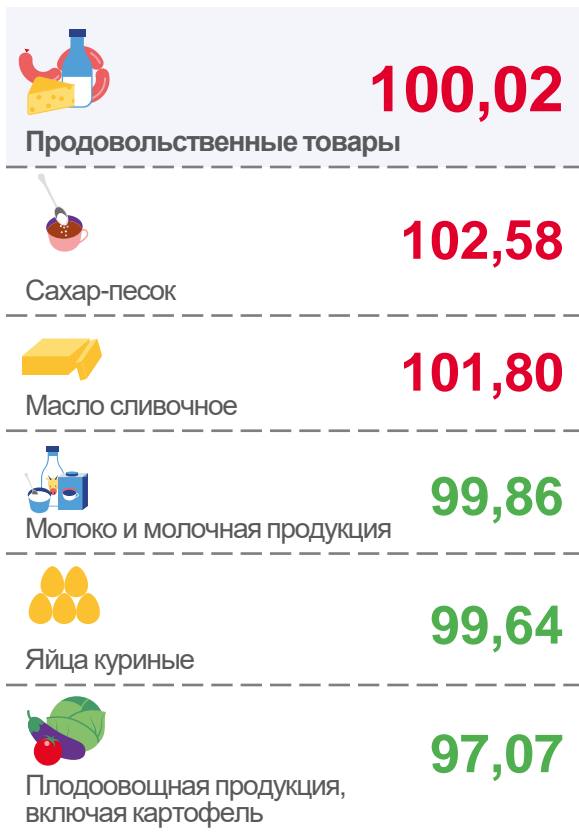 100,02
Продовольственные товары
102,58
Сахар-песок
101,80
Масло сливочное
99,86
Молоко и молочная продукция
99,64
Яйца куриные
97,07
Плодоовощная продукция,
включая картофель